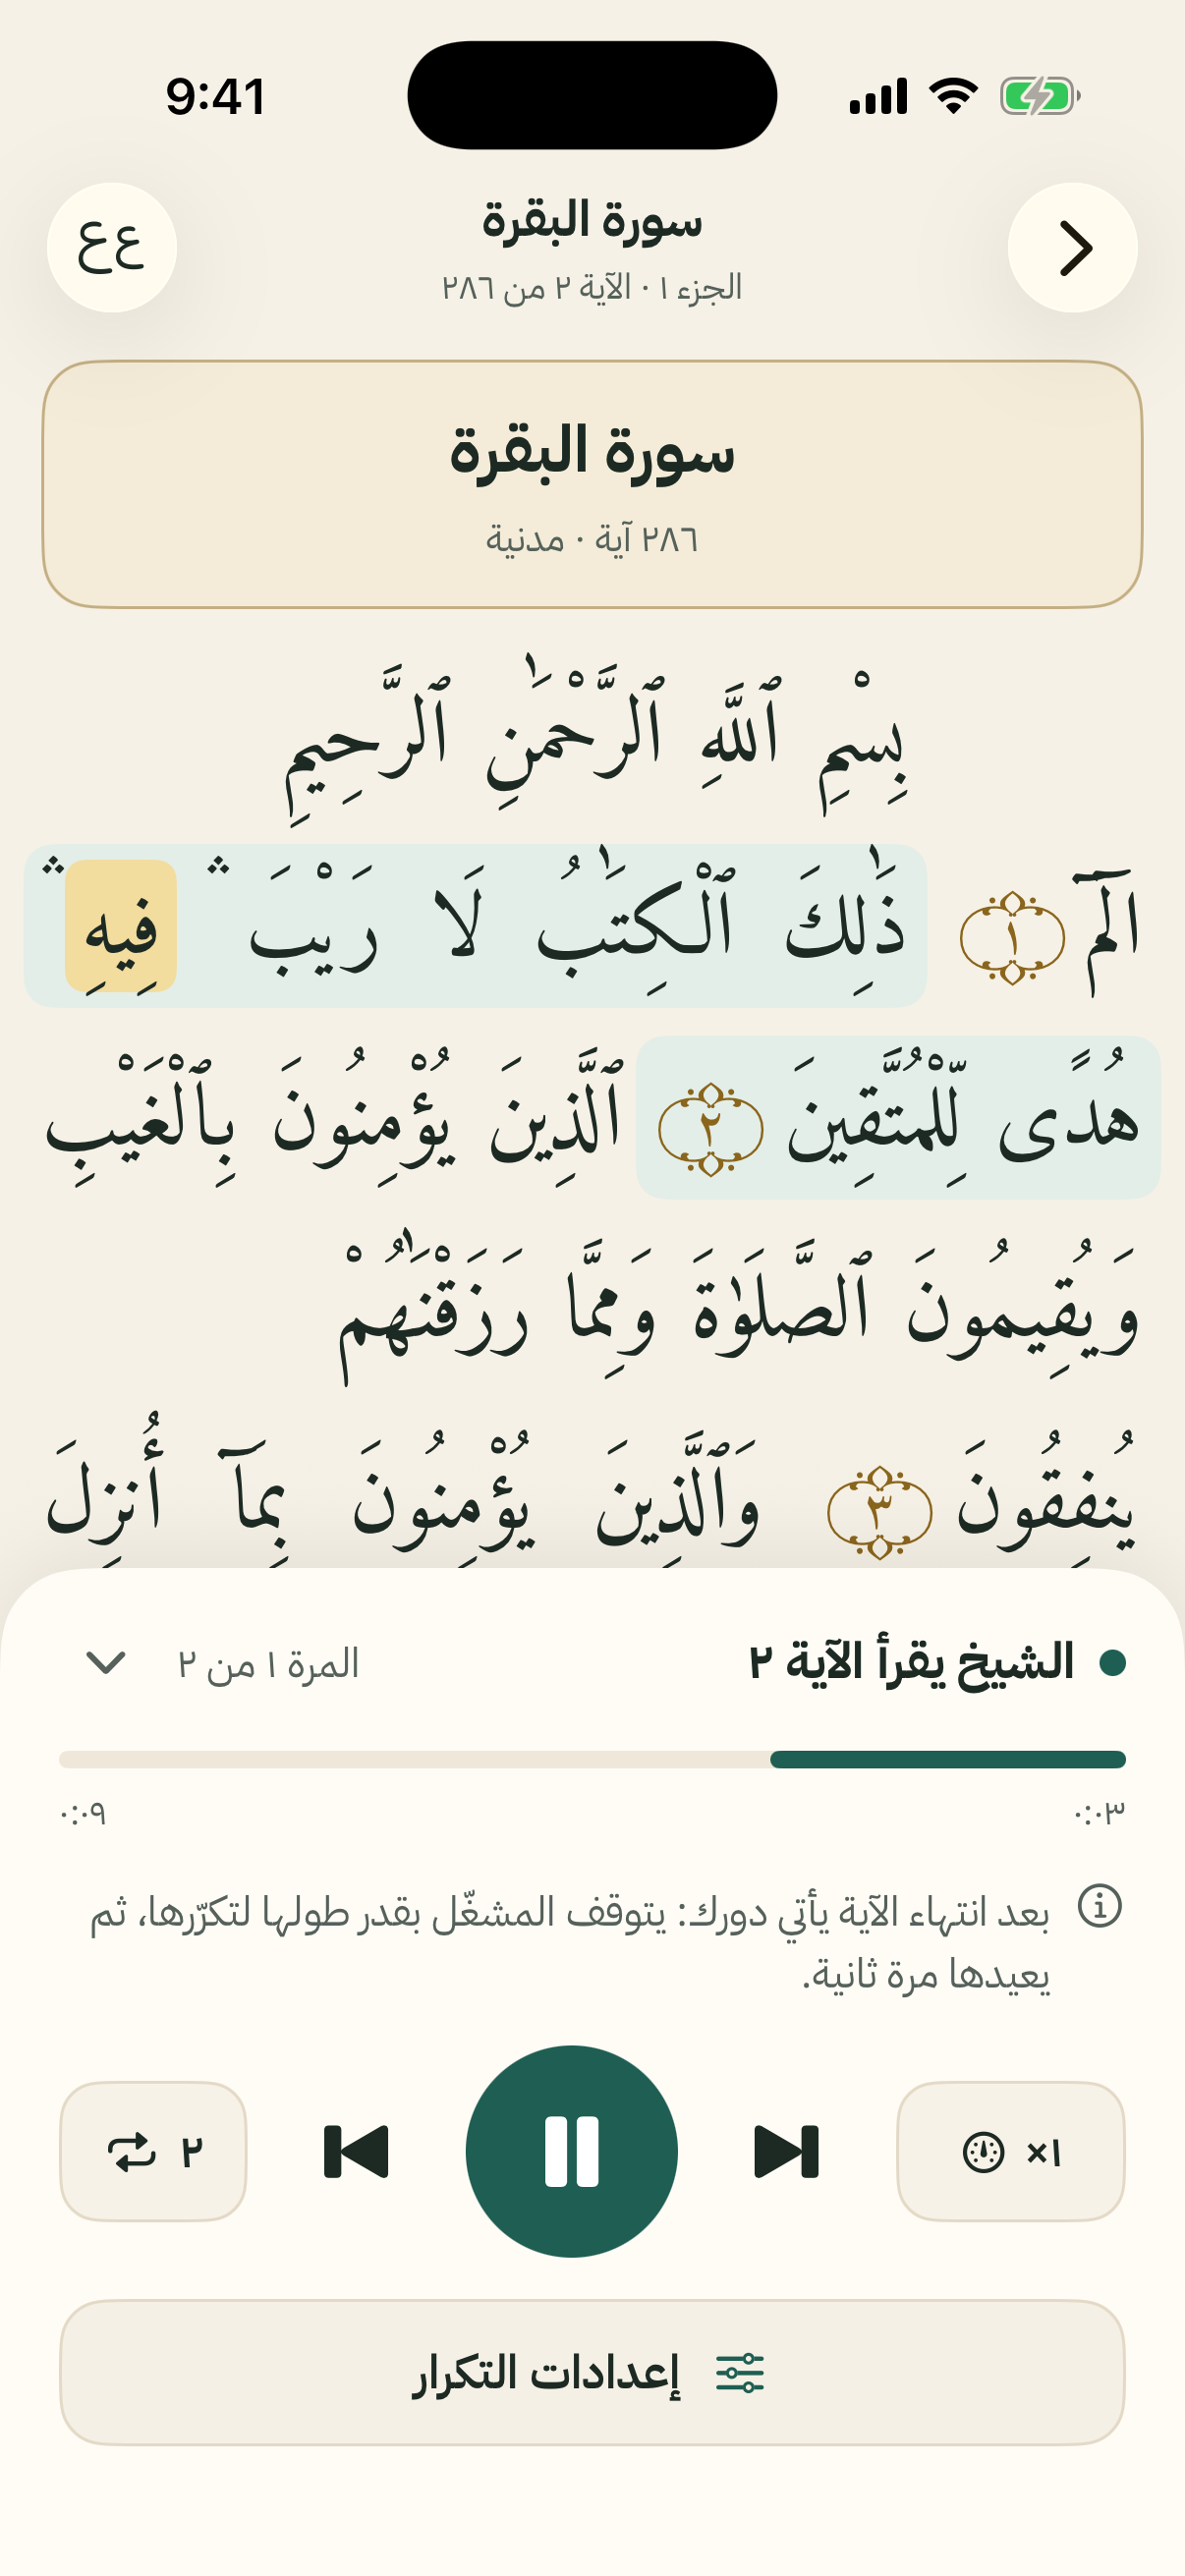 9:41
عع
سورة البقرة
الجزء ١ · الآية ٢ من ٢٨٦
سورة البقرة
٢٨٦ آية · مدنية
بِسْمِ ٱللَّهِ ٱلرَّحْمَٰنِ ٱلرَّحِيمِ
الٓمٓ ١ ذَٰلِكَ ٱلْكِتَٰبُ لَا رَيْبَ ۛ فِيهِ ۛ
هُدًى لِّلْمُتَّقِينَ ٢ ٱلَّذِينَ يُؤْمِنُونَ بِٱلْغَيْبِ
وَيُقِيمُونَ ٱلصَّلَوٰةَ وَمِمَّا رَزَقْنَٰهُمْ
يُنفِقُونَ ٣ وَٱلَّذِينَ يُؤْمِنُونَ بِمَآ أُنزِلَ
الشيخ يقرأ الآية ٢
المرة ١ من ٢
٠:٠٣
٠:٠٩
بعد انتهاء الآية يأتي دورك: يتوقف المشغّل بقدر طولها لتكرّرها، ثم
يعيدها مرة ثانية.
١×
٢
إعدادات التكرار